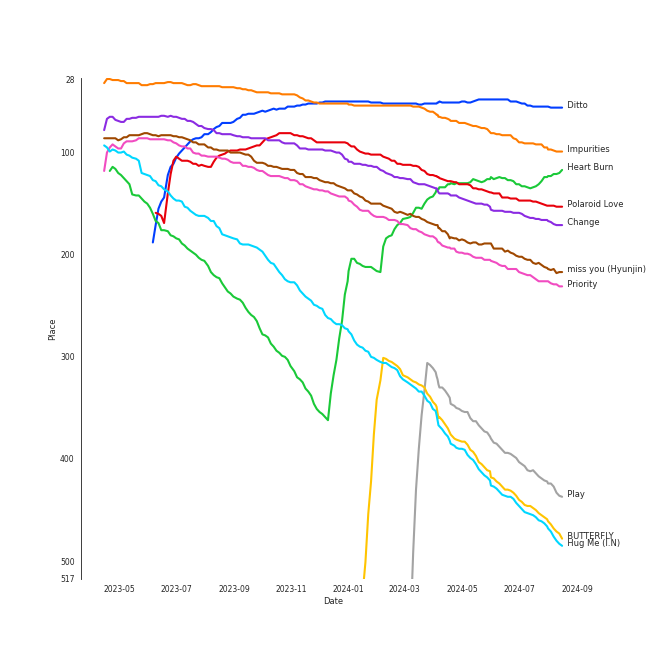 28
100
200
300
400
500
517
Place
2023-05
2023-07
2023-09
2023-11
2024-01
2024-03
2024-05
2024-07
2024-09
Date
Ditto
Impurities
Heart Burn
Polaroid Love
Change
miss you (Hyunjin)
Priority
Play
BUTTERFLY
Hug Me (I.N)